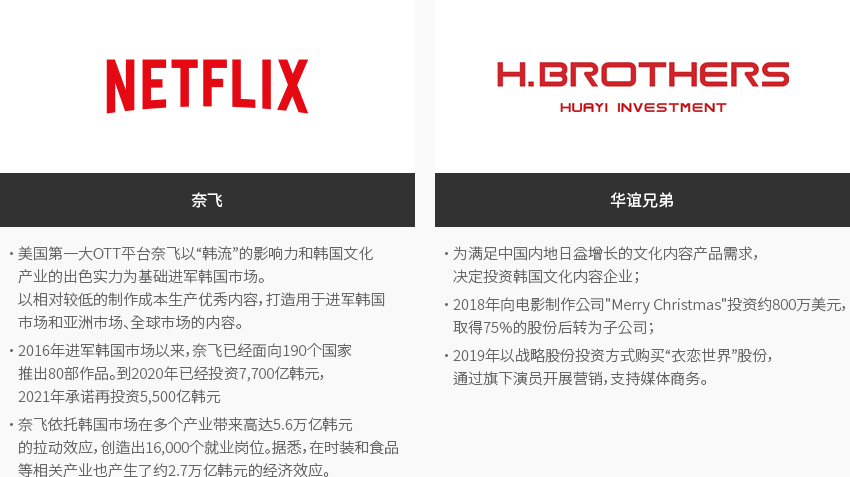 NETFLIX
奈飞
·美国第一大OTT平台奈飞以“韩流”的影响力和韩国文化
产业的出色实力为基础进军韩国市场。
以相对较低的制作成本生产优秀内容，打造用于进军韩国
市场和亚洲市场、全球市场的内容。
·2016年进军韩国市场以来，奈飞已经面向190个国家
推出80部作品。到2020年已经投资7,700亿韩元，
2021年承诺再投资5,500亿韩元
·奈飞依托韩国市场在多个产业带来高达5.6万亿韩元
的拉动效应，创造出16,000个就业岗位。据悉，在时装和食品
等相关产业也产生了约2.7万亿韩元的经济效应。
H.BROTHERS
HUAYI INVESTMENT
华谊兄弟
·为满足中国内地日益增长的文化内容产品需求，
决定投资韩国文化内容企业；
·2018年向电影制作公司"Merry Christmas"投资约800万美元，
取得75%的股份后转为子公司；
·2019年以战略股份投资方式购买“衣恋世界”股份，
通过旗下演员开展营销，支持媒体商务。